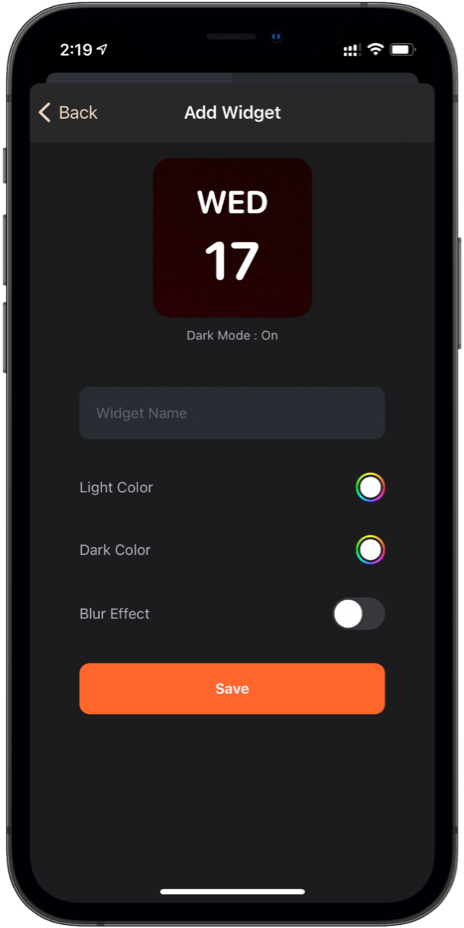 2:19
Back
Add Widget
WED
17
Dark Mode : On
Widget Name
Light Color
Dark Color
Blur Effect
Save